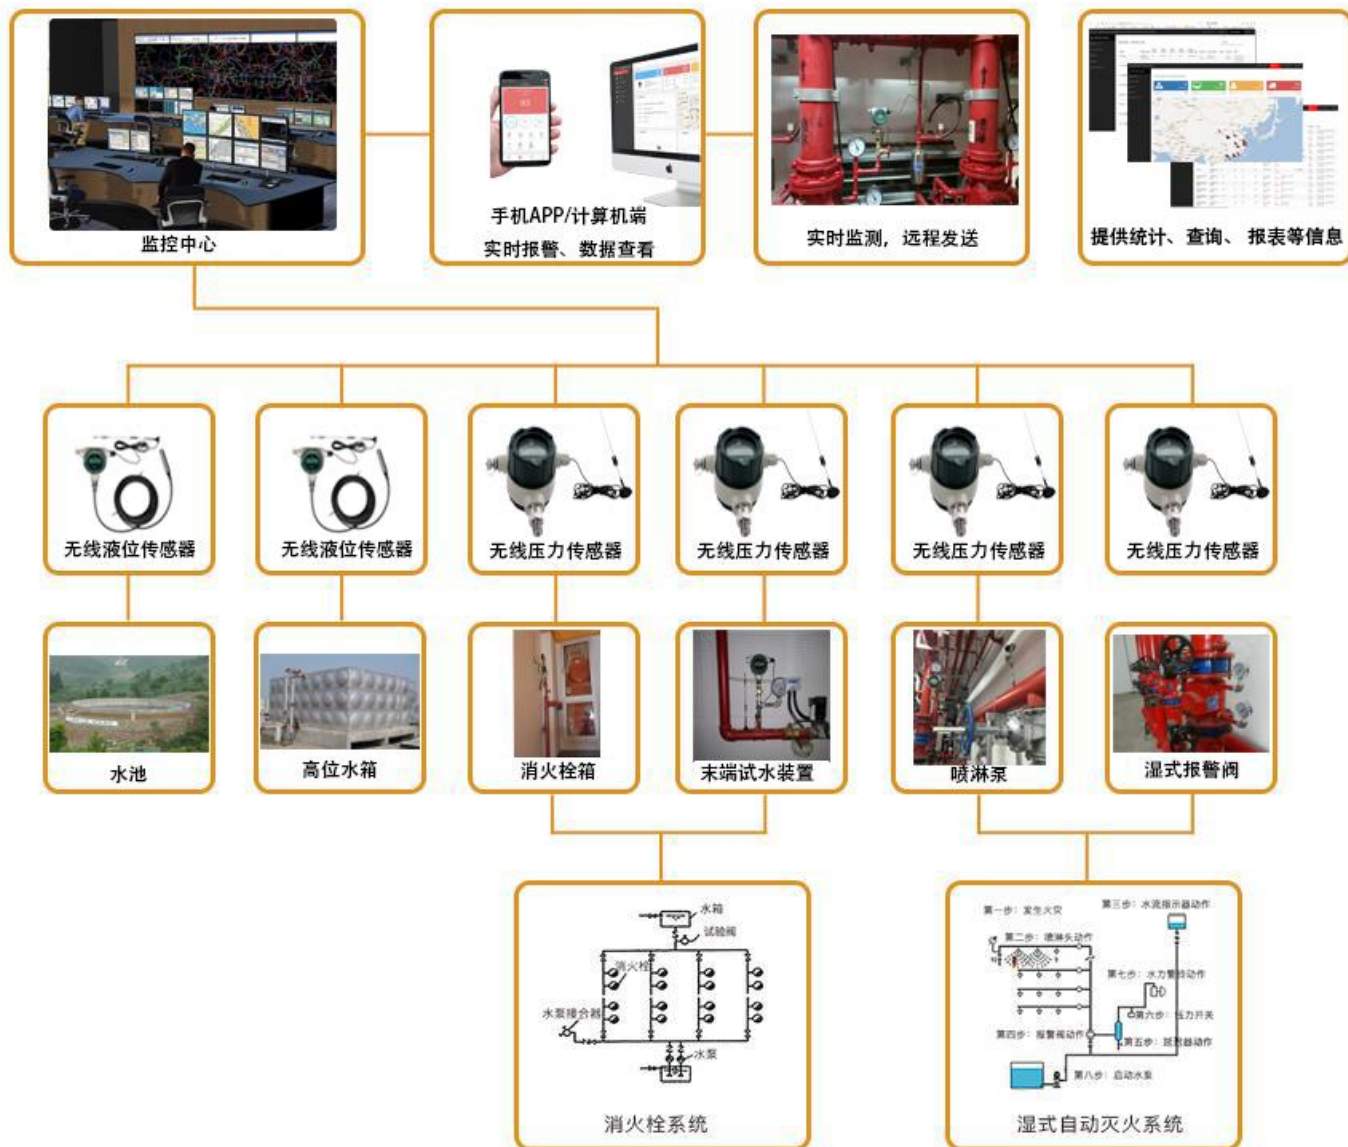 监控中心
手机APP/计算机端
实时报警、数据查看
实时监测，远程发送
提供统计、查询、报表等信息
无线液位传感器
无线液位传感器
无线压力传感器
无线压力传感器
无线压力传感器
无线压力传感器
水池
高位水箱
消火栓箱
末端试水装置
喷淋泵
湿式报警阀
水箱
试验阀
消火栓
水泵接合器
水泵
消火栓系统
第一步：发生火灾
第二步：喷淋头动作
第三步：水流指示器动作
第七步：水力警铃动作
第六步：压力开关
第四步：报警阀动作
第五步：延迟器动作
第八步：启动水泵
湿式自动灭火系统